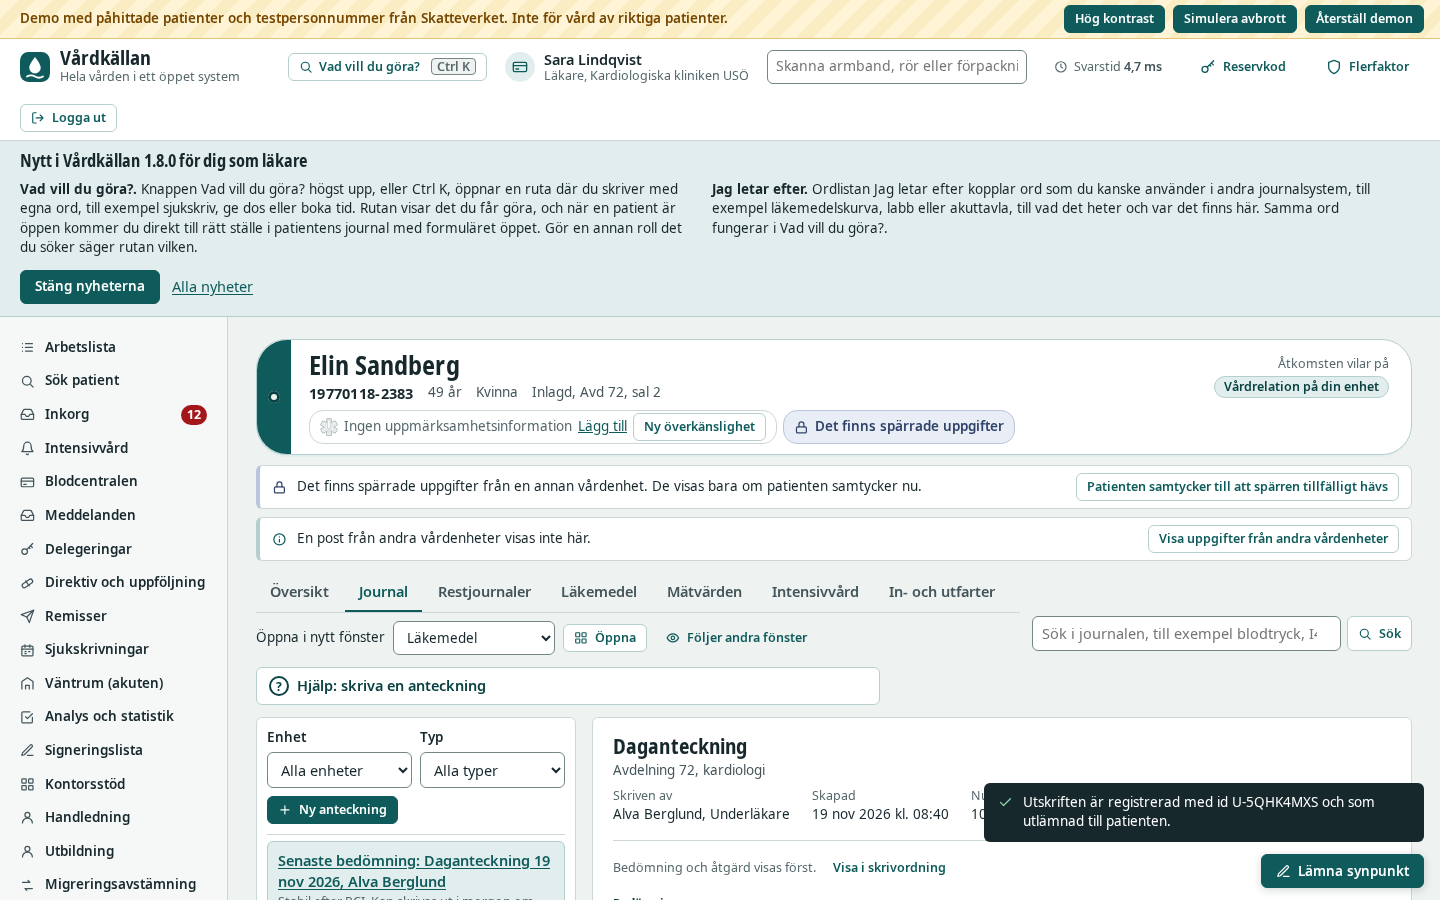 Demo med påhittade patienter och testpersonnummer från Skatteverket. Inte för vård av riktiga patienter.
Hög kontrast
Simulera avbrott
Återställ demon
Vårdkällan
Hela vården i ett öppet system
Vad vill du göra? Ctrl K
Sara Lindqvist
Läkare, Kardiologiska kliniken USÖ
Skanna armband, rör eller förpackni
Svarstid 4,7 ms
Reservkod
Flerfaktor
Logga ut
Nytt i Vårdkällan 1.8.0 för dig som läkare
Vad vill du göra?. Knappen Vad vill du göra? högst upp, eller Ctrl K, öppnar en ruta där du skriver med
egna ord, till exempel sjukskriv, ge dos eller boka tid. Rutan visar det du får göra, och när en patient är
öppen kommer du direkt till rätt ställe i patientens journal med formuläret öppet. Gör en annan roll det
du söker säger rutan vilken.
Jag letar efter. Ordlistan Jag letar efter kopplar ord som du kanske använder i andra journalsystem, till
exempel läkemedelskurva, labb eller akuttavla, till vad det heter och var det finns här. Samma ord
fungerar i Vad vill du göra?.
Stäng nyheterna
Alla nyheter
Arbetslista
Sök patient
Inkorg 12
Intensivvård
Blodcentralen
Meddelanden
Delegeringar
Direktiv och uppföljning
Remisser
Sjukskrivningar
Väntrum (akuten)
Analys och statistik
Signeringslista
Kontorsstöd
Handledning
Utbildning
Migreringsavstämning
Elin Sandberg
19770118-2383 49 år Kvinna Inlagd, Avd 72, sal 2
Ingen uppmärksamhetsinformation Lägg till Ny överkänslighet
Det finns spärrade uppgifter
Åtkomsten vilar på
Vårdrelation på din enhet
Det finns spärrade uppgifter från en annan vårdenhet. De visas bara om patienten samtycker nu.
Patienten samtycker till att spärren tillfälligt hävs
En post från andra vårdenheter visas inte här.
Visa uppgifter från andra vårdenheter
Översikt
Journal
Restjournaler
Läkemedel
Mätvärden
Intensivvård
In- och utfarter
Öppna i nytt fönster
Läkemedel
Öppna
Följer andra fönster
Sök i journalen, till exempel blodtryck, I
Sök
? Hjälp: skriva en anteckning
Enhet
Typ
Alla enheter
Alla typer
Ny anteckning
Senaste bedömning: Daganteckning 19
nov 2026, Alva Berglund
Daganteckning
Avdelning 72, kardiologi
Skriven av
Alva Berglund, Underläkare
Skapad
19 nov 2026 kl. 08:40
Bedömning och åtgärd visas först.
Visa i skrivordning
Utskriften är registrerad med id U-5QHK4MXS och som
utlämnad till patienten.
Lämna synpunkt